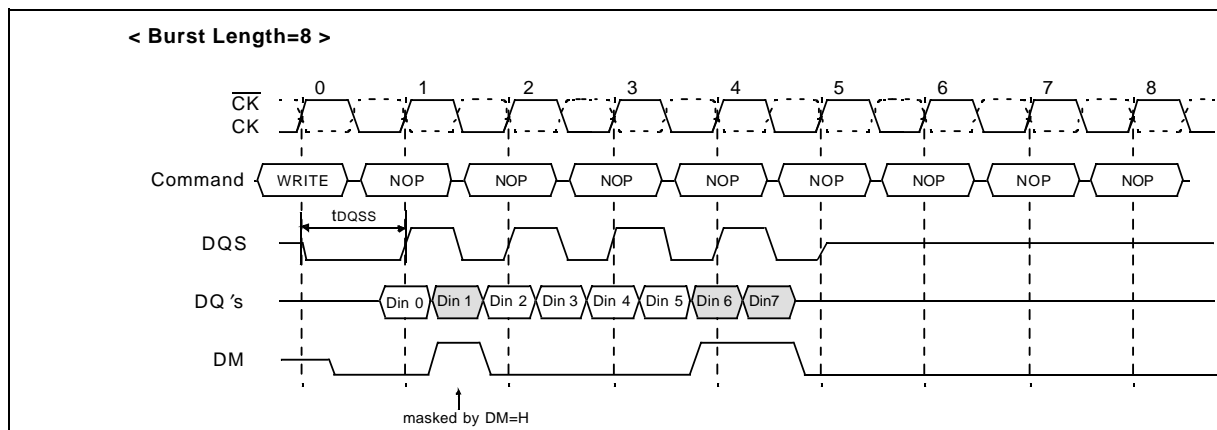 < Burst Length=8 >
0 1 2 3 4 5 6 7 8
CK
CK
Command WRITE NOP NOP NOP NOP NOP NOP NOP NOP
tDQSS
DQS
DQ′s Din 0 Din 1 Din 2 Din 3 Din 4 Din 5 Din 6 Din7
DM
masked by DM=H